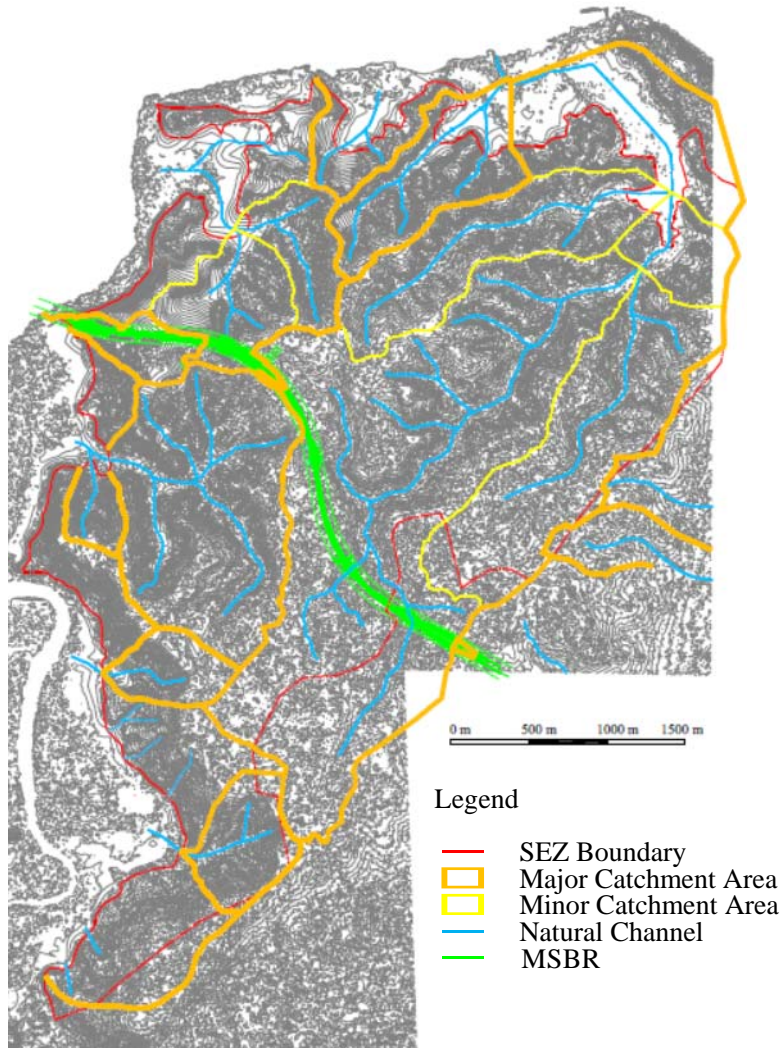 0 m 500 m 1000 m 1500 m
Legend
SEZ Boundary
Major Catchment Area
Minor Catchment Area
Natural Channel
MSBR